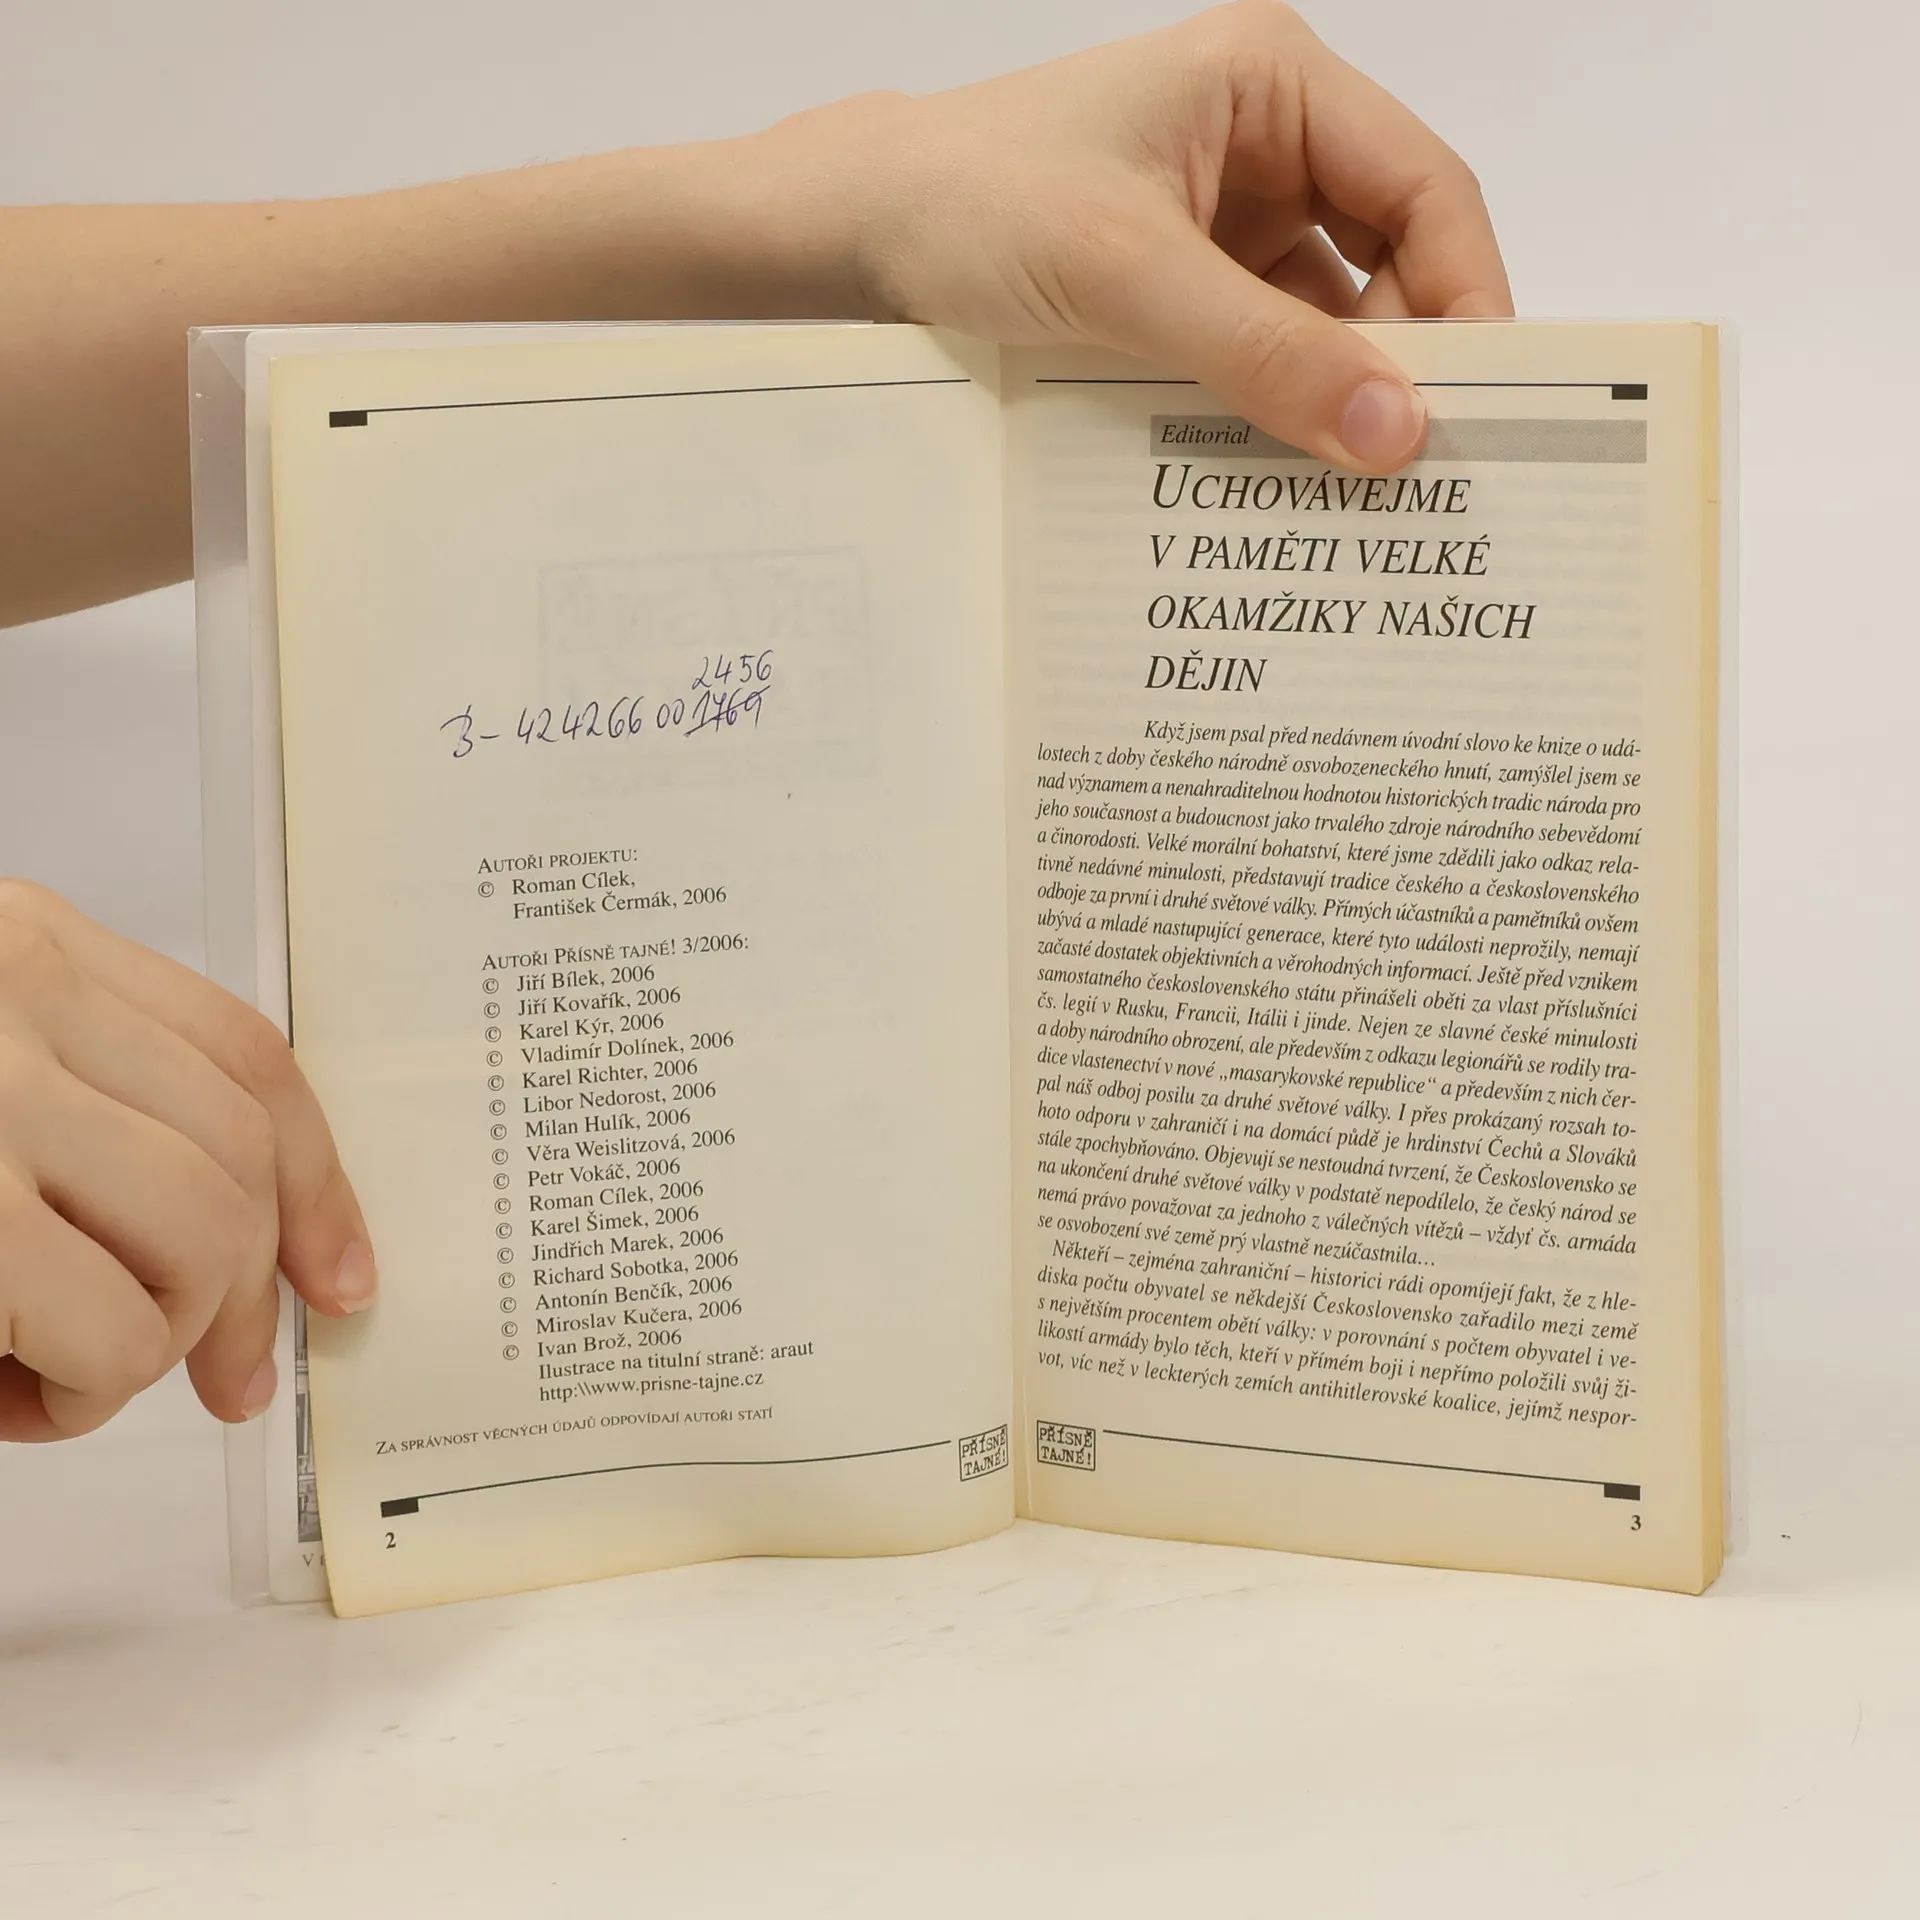 2456
B- 424266 00 1769
AUTOŘI PROJEKTU:
© Roman Cílek,
František Čermák, 2006
AUTOŘI PŘÍSNĚ TAJNÉ! 3/2006:
© Jiří Bílek, 2006
© Jiří Kovařík, 2006
© Karel Kýr, 2006
© Vladimír Dolínek, 2006
© Karel Richter, 2006
© Libor Nedorost, 2006
© Milan Hulík, 2006
© Věra Weislitzová, 2006
© Petr Vokáč, 2006
© Roman Cílek, 2006
© Karel Šimek, 2006
© Jindřich Marek, 2006
© Richard Sobotka, 2006
© Antonín Benčík, 2006
© Miroslav Kučera, 2006
© Ivan Brož, 2006
Ilustrace na titulní straně: araut
http:\\www.prisne-tajne.cz
ZA SPRÁVNOST VĚCNÝCH ÚDAJŮ ODPOVÍDAJÍ AUTOŘI STATÍ
PŘÍSNĚ
TAJNÉ!
2
Editorial
UCHOVÁVEJME
V PAMĚTI VELKÉ
OKAMŽIKY NAŠICH
DĚJIN
Když jsem psal před nedávnem úvodní slovo ke knize o udá-
lostech z doby českého národně osvobozeneckého hnutí, zamýšlel jsem se
nad významem a nenahraditelnou hodnotou historických tradic národa pro
jeho současnost a budoucnost jako trvalého zdroje národního sebevědomí
a činorodosti. Velké morální bohatství, které jsme zdědili jako odkaz rela-
tivně nedávné minulosti, představují tradice českého a československého
odboje za první i druhé světové války. Přímých účastníků a pamětníků ovšem
ubývá a mladé nastupující generace, které tyto události neprožily, nemají
začasté dostatek objektivních a věrohodných informací. Ještě před vznikem
samostatného československého státu přinášeli oběti za vlast příslušníci
čs. legií v Rusku, Francii, Itálii i jinde. Nejen ze slavné české minulosti
a doby národního obrození, ale především z odkazu legionářů se rodily tra-
dice vlastenectví v nové „masarykovské republice“ a především z nich čer-
pal náš odboj posilu za druhé světové války. I přes prokázaný rozsah to-
hoto odporu v zahraničí i na domácí půdě je hrdinství Čechů a Slováků
stále zpochybňováno. Objevují se nestoudná tvrzení, že Československo se
na ukončení druhé světové války v podstatě nepodílelo, že český národ se
nemá právo považovat za jednoho z válečných vítězů – vždyť čs. armáda
se osvobození své země prý vlastně nezúčastnila…
Někteří – zejména zahraniční – historici rádi opomíjejí fakt, že z hle-
diska počtu obyvatel se někdejší Československo zařadilo mezi země
s největším procentem obětí války: v porovnání s počtem obyvatel i ve-
likostí armády bylo těch, kteří v přímém boji i nepřímo položili svůj ži-
vot, víc než v leckterých zemích antihitlerovské koalice, jejímž nespor-
PŘÍSNĚ
TAJNÉ!
3